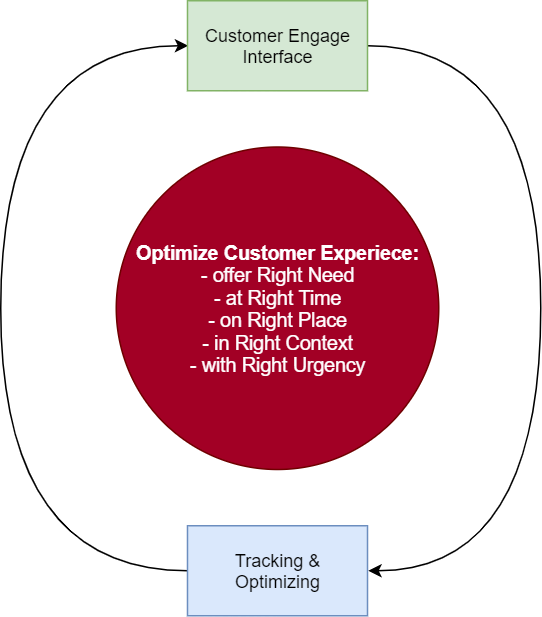 Customer Engage
Interface
Optimize Customer Experiece:
- offer Right Need
- at Right Time
- on Right Place
- in Right Context
- with Right Urgency
Tracking &
Optimizing